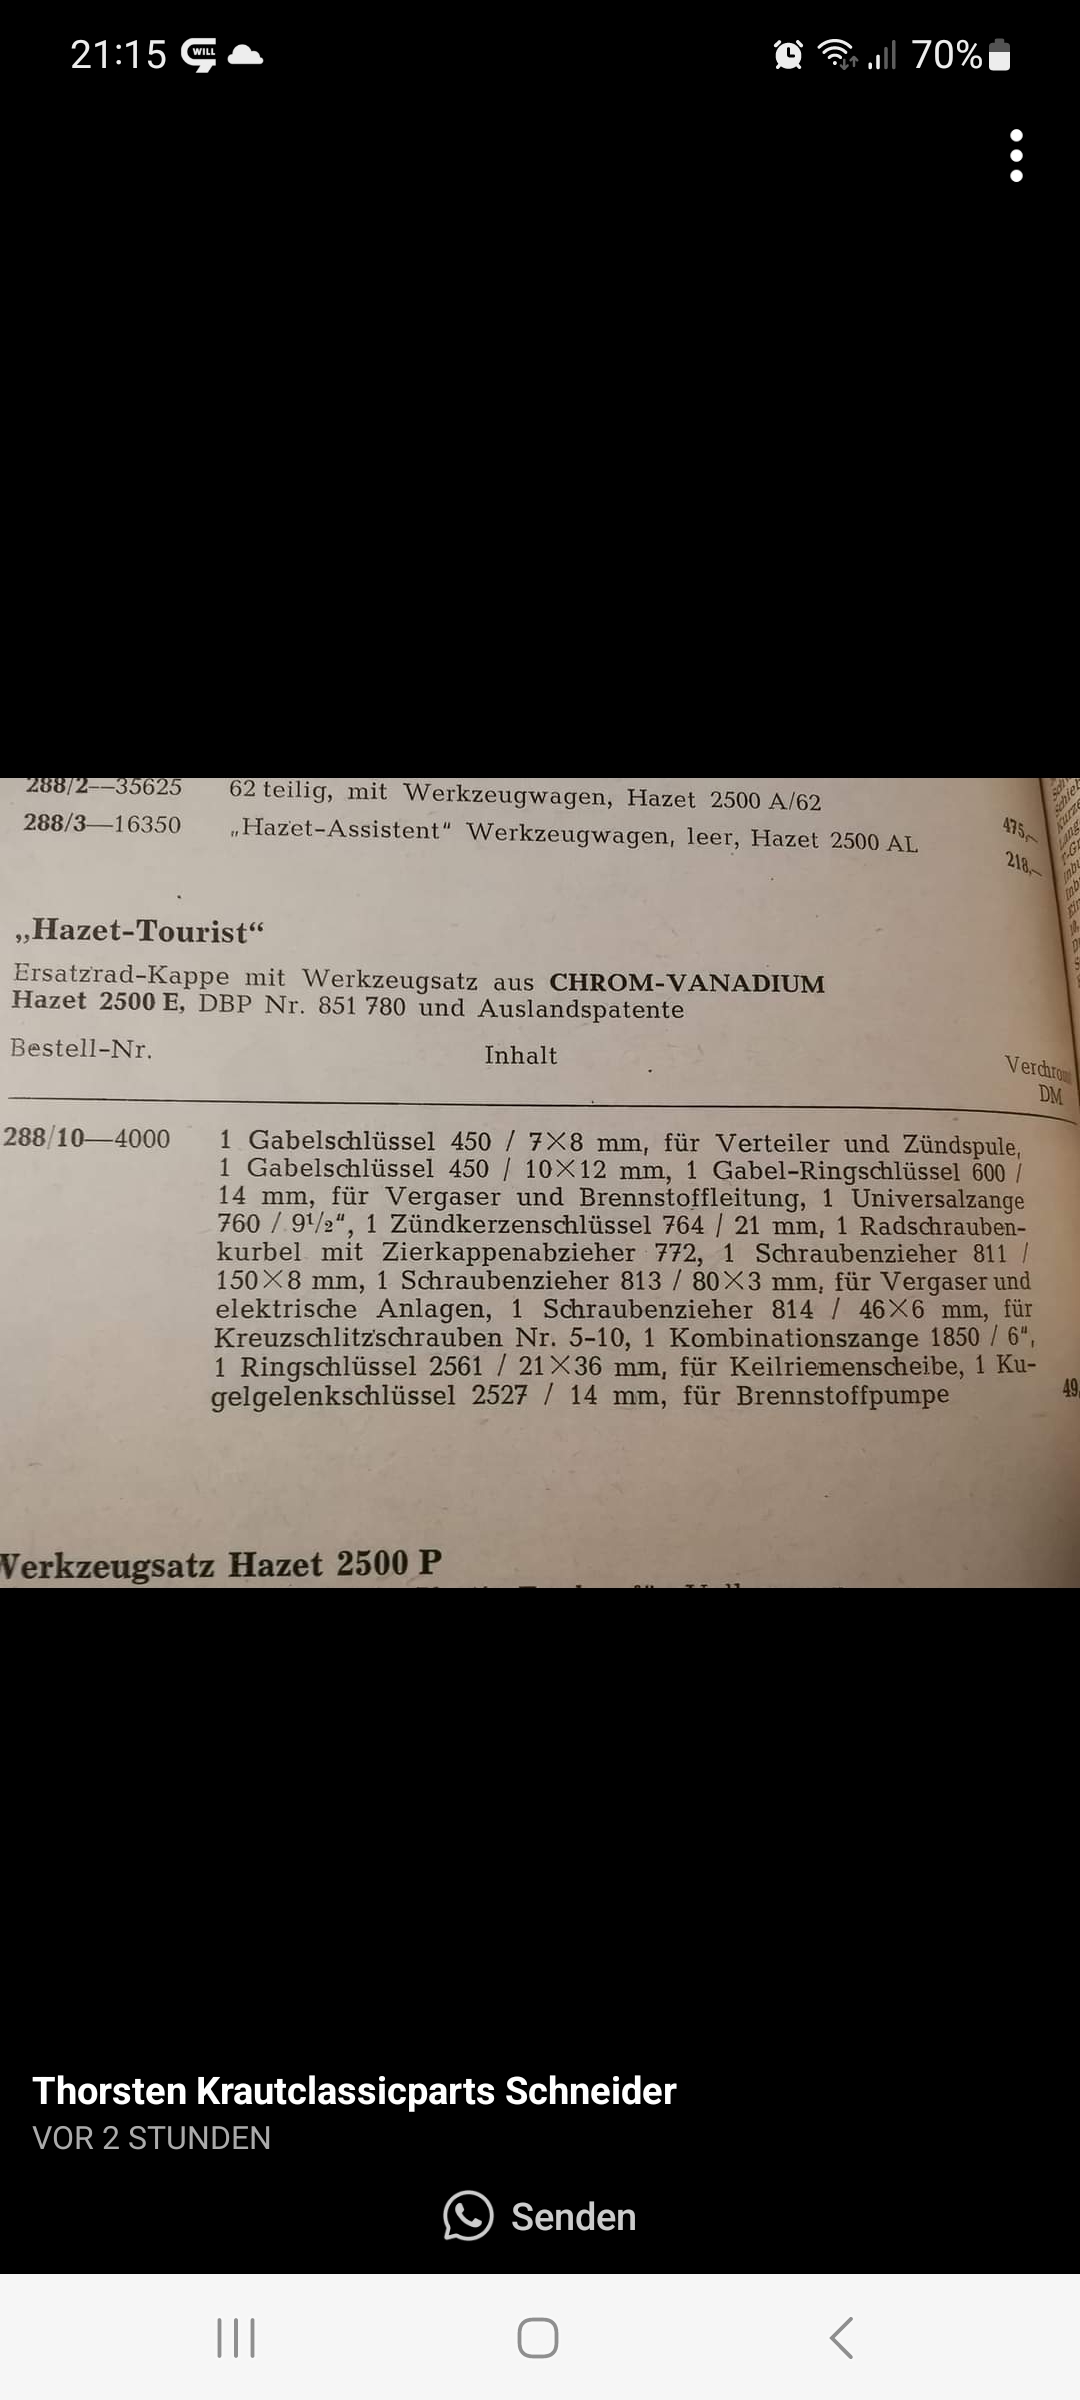 21:15
WILL
70%
288/2—35625 62 teilig, mit Werkzeugwagen, Hazet 2500 A/62 475,—
288/3—16350 „Hazet-Assistent“ Werkzeugwagen, leer, Hazet 2500 AL 218,—
„Hazet-Tourist“
Ersatzrad-Kappe mit Werkzeugsatz aus CHROM-VANADIUM
Hazet 2500 E, DBP Nr. 851 780 und Auslandspatente
Bestell-Nr. Inhalt
DM
288/10—4000 1 Gabelschlüssel 450 / 7×8 mm, für Verteiler und Zündspule,
1 Gabelschlüssel 450 / 10×12 mm, 1 Gabel-Ringschlüssel 600 /
14 mm, für Vergaser und Brennstoffleitung, 1 Universalzange
760 / 9½“, 1 Zündkerzenschlüssel 764 / 21 mm, 1 Radschrauben-
kurbel mit Zierkappenabzieher 772, 1 Schraubenzieher 811 /
150×8 mm, 1 Schraubenzieher 813 / 80×3 mm, für Vergaser und
elektrische Anlagen, 1 Schraubenzieher 814 / 46×6 mm, für
Kreuzschlitzschrauben Nr. 5-10, 1 Kombinationszange 1850 / 6“,
1 Ringschlüssel 2561 / 21×36 mm, für Keilriemenscheibe, 1 Ku-
gelgelenkschlüssel 2527 / 14 mm, für Brennstoffpumpe 49,
Werkzeugsatz Hazet 2500 P
Thorsten Krautclassicparts Schneider
VOR 2 STUNDEN
Senden